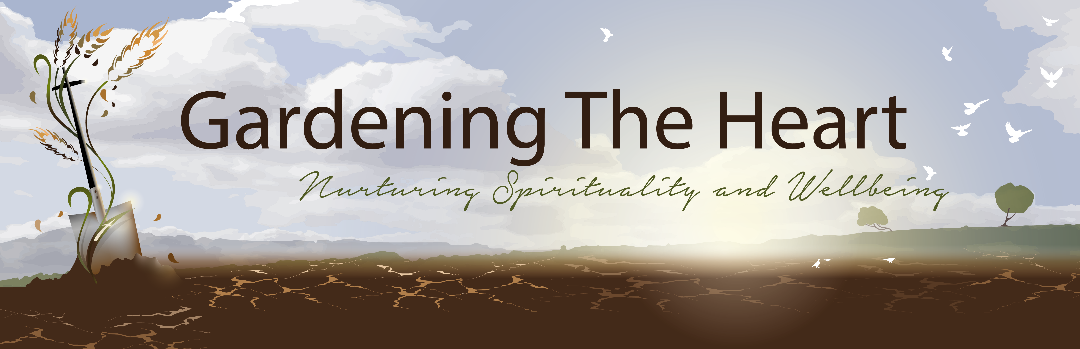 Gardening The Heart
Nurturing Spirituality and Wellbeing